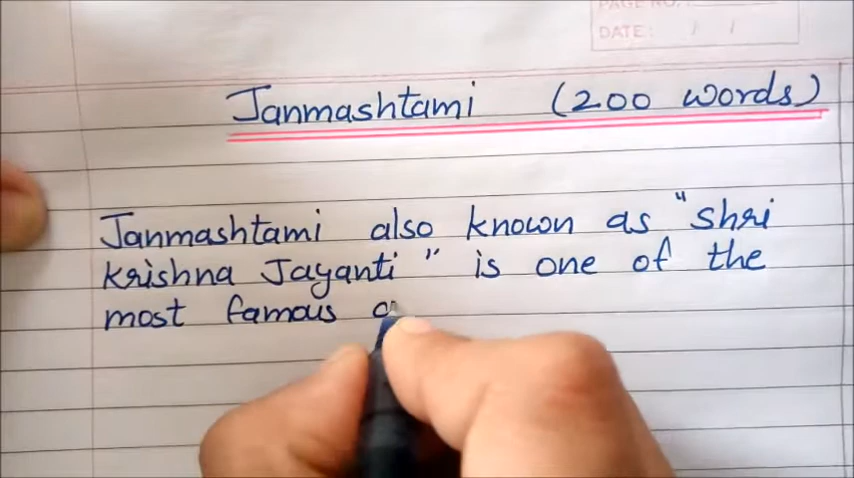 PAGE NO.:
DATE: / /
Janmashtami (200 words)
Janmashtami also known as "shri
krishna Jayanti" is one of the
most famous